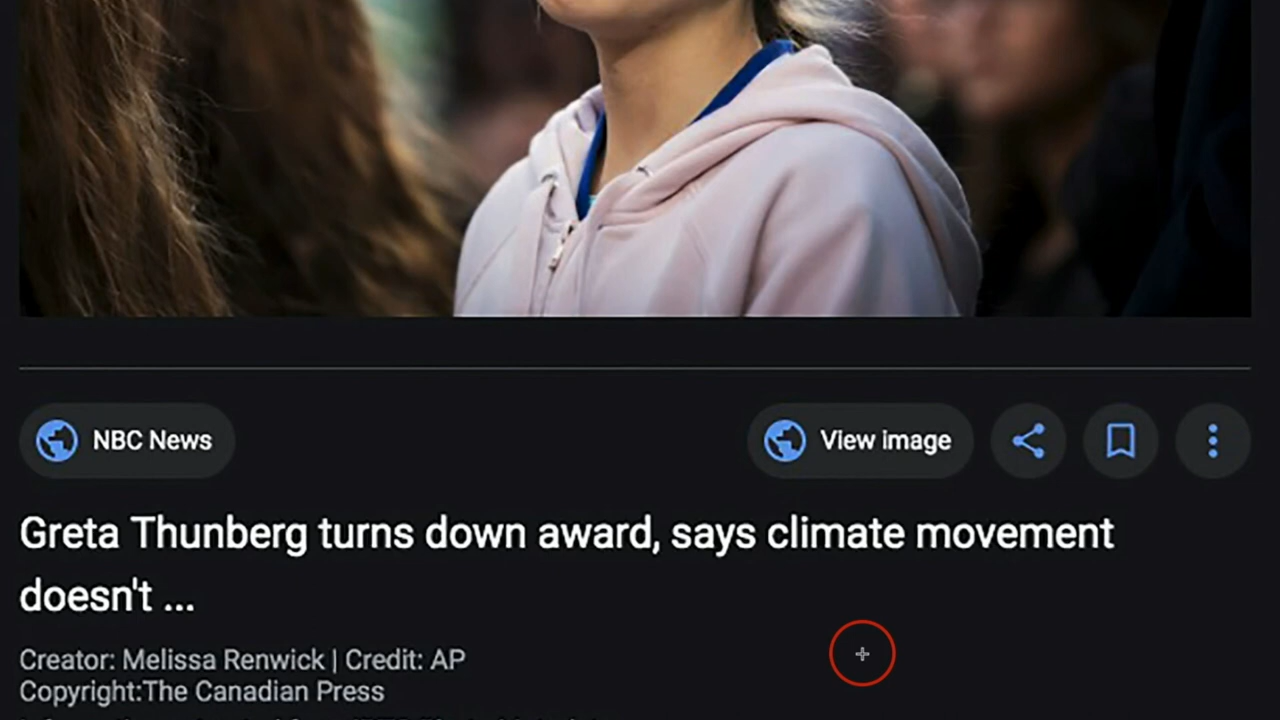 NBC News
View image
Greta Thunberg turns down award, says climate movement
doesn't ...
Creator: Melissa Renwick | Credit: AP
Copyright:The Canadian Press